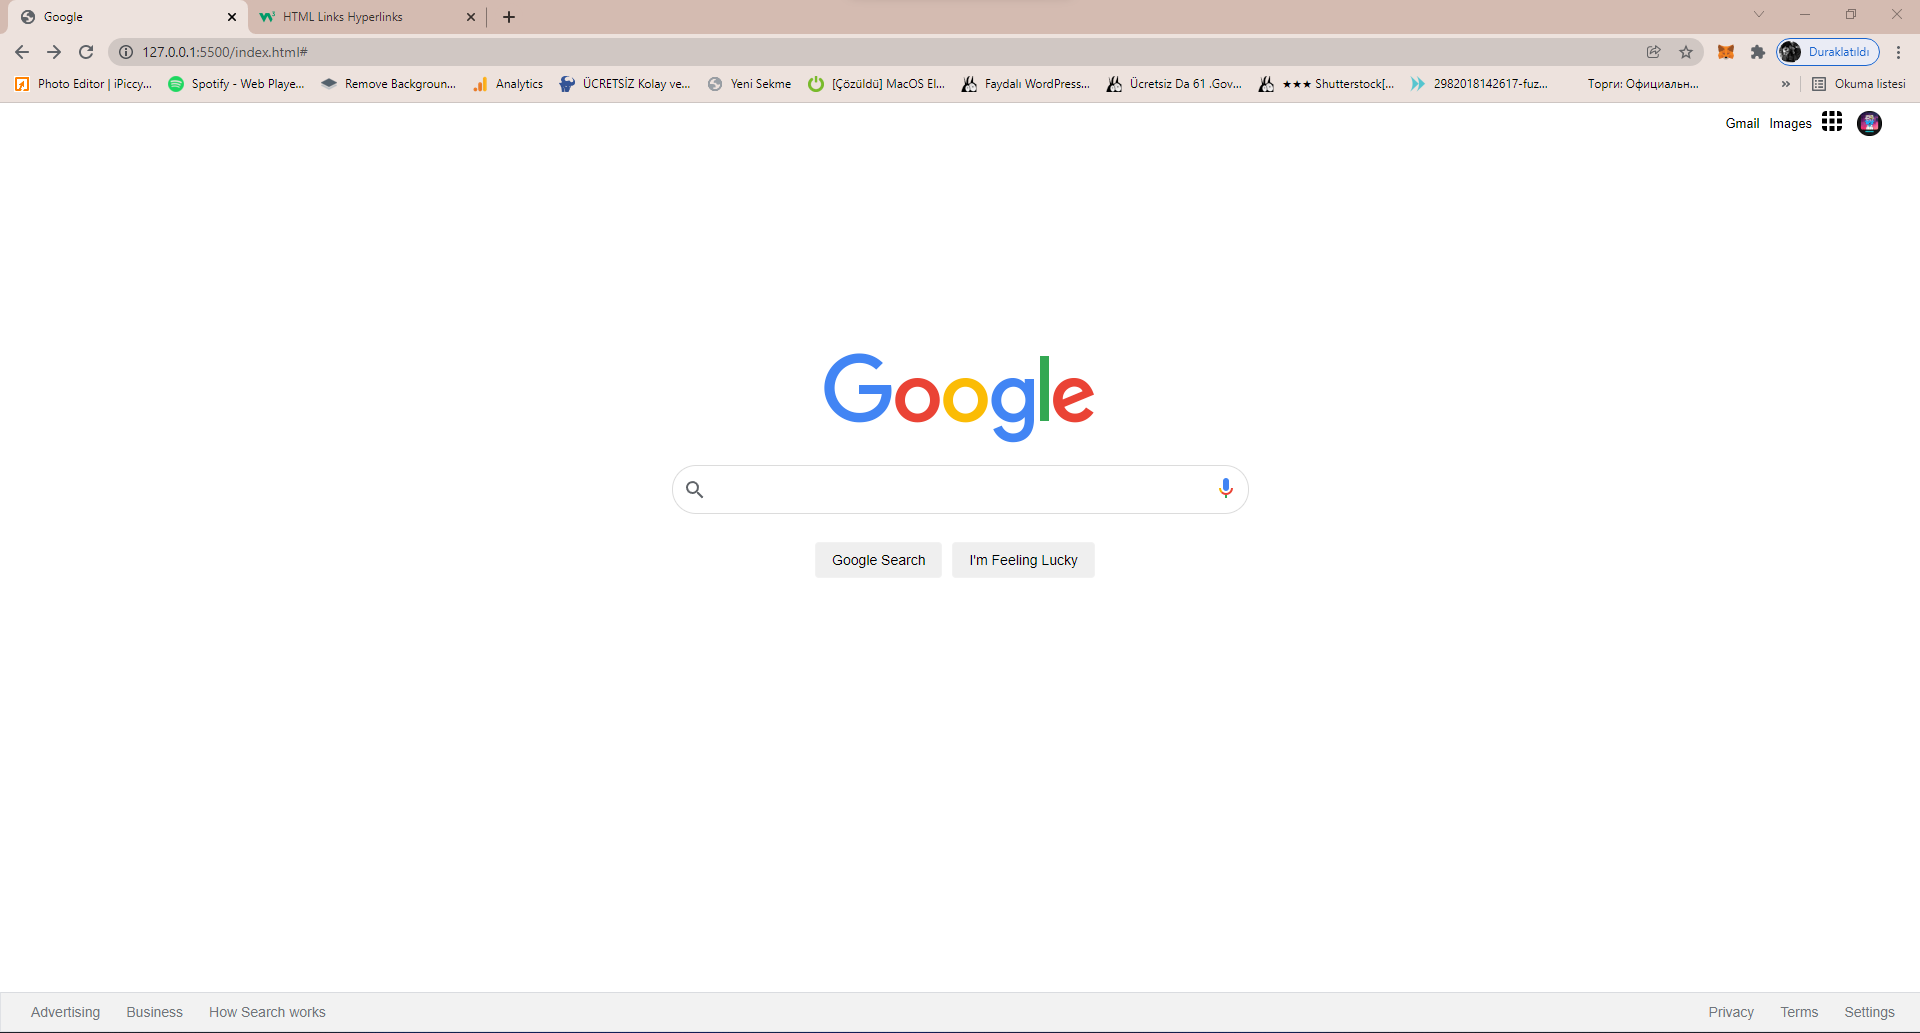 Google
HTML Links Hyperlinks
127.0.0.1:5500/index.html#
Duraklatıldı
Photo Editor | iPiccy...
Spotify - Web Playe...
Remove Backgroun...
Analytics
ÜCRETSİZ Kolay ve...
Yeni Sekme
[Çözüldü] MacOS El...
Faydalı WordPress...
Ücretsiz Da 61 .Gov...
★★★ Shutterstock[...
2982018142617-fuz...
Торги: Официальн...
»
Okuma listesi
Gmail Images
Google
Google Search I'm Feeling Lucky
Advertising Business How Search works Privacy Terms Settings